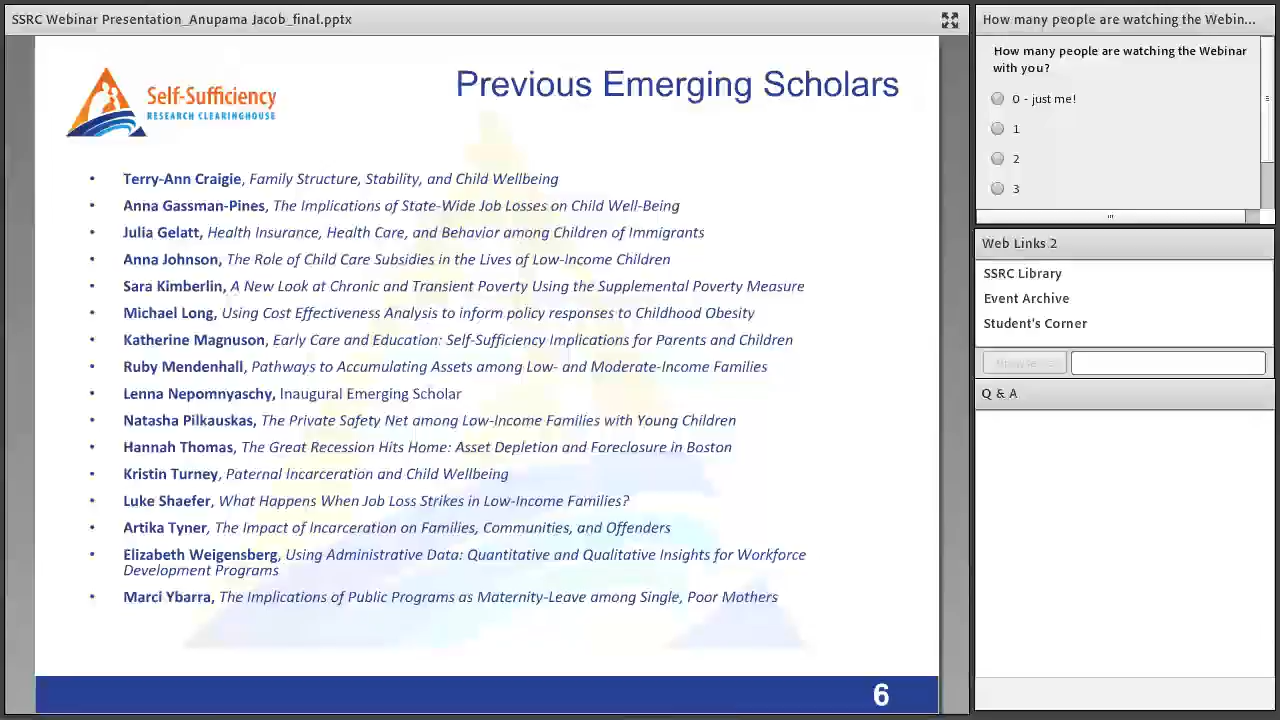 SSRC Webinar Presentation_Anupama Jacob_final.pptx
Self-Sufficiency
RESEARCH CLEARINGHOUSE
Previous Emerging Scholars
• Terry-Ann Craigie, Family Structure, Stability, and Child Wellbeing
• Anna Gassman-Pines, The Implications of State-Wide Job Losses on Child Well-Being
• Julia Gelatt, Health Insurance, Health Care, and Behavior among Children of Immigrants
• Anna Johnson, The Role of Child Care Subsidies in the Lives of Low-Income Children
• Sara Kimberlin, A New Look at Chronic and Transient Poverty Using the Supplemental Poverty Measure
• Michael Long, Using Cost Effectiveness Analysis to inform policy responses to Childhood Obesity
• Katherine Magnuson, Early Care and Education: Self-Sufficiency Implications for Parents and Children
• Ruby Mendenhall, Pathways to Accumulating Assets among Low- and Moderate-Income Families
• Lenna Nepomnyaschy, Inaugural Emerging Scholar
• Natasha Pilkauskas, The Private Safety Net among Low-Income Families with Young Children
• Hannah Thomas, The Great Recession Hits Home: Asset Depletion and Foreclosure in Boston
• Kristin Turney, Paternal Incarceration and Child Wellbeing
• Luke Shaefer, What Happens When Job Loss Strikes in Low-Income Families?
• Artika Tyner, The Impact of Incarceration on Families, Communities, and Offenders
• Elizabeth Weigensberg, Using Administrative Data: Quantitative and Qualitative Insights for Workforce
Development Programs
• Marci Ybarra, The Implications of Public Programs as Maternity-Leave among Single, Poor Mothers
6
How many people are watching the Webin...
How many people are watching the Webinar
with you?
0 - just me!
1
2
3
Web Links 2
SSRC Library
Event Archive
Student's Corner
Q & A